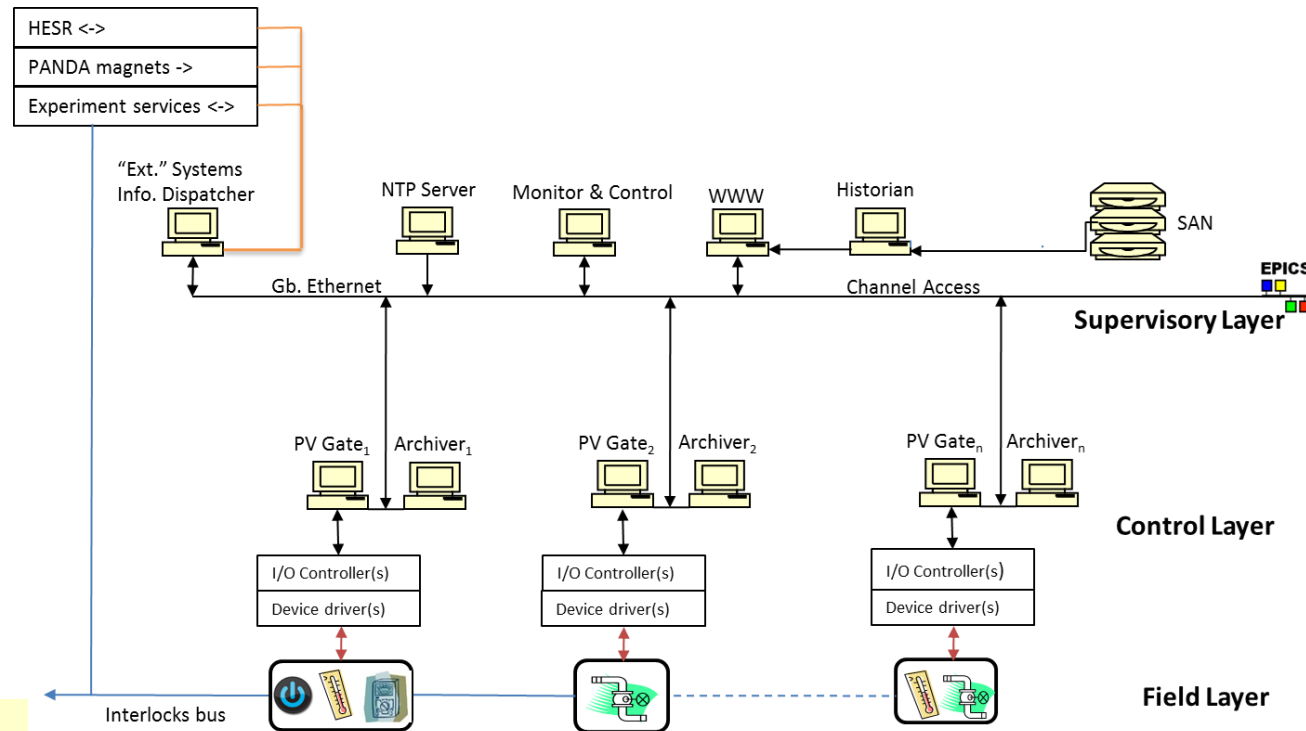 HESR <->
PANDA magnets ->
Experiment services <->
“Ext.” Systems
Info. Dispatcher
NTP Server
Monitor & Control
WWW
Historian
SAN
Gb. Ethernet
Channel Access
EPICS
Supervisory Layer
PV Gate1
Archiver1
PV Gate2
Archiver2
PV Gaten
Archivern
Control Layer
I/O Controller(s)
Device driver(s)
I/O Controller(s)
Device driver(s)
I/O Controller(s)
Device driver(s)
Interlocks bus
Field Layer